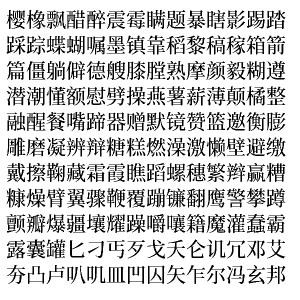 樱橡飘醋醉震霉瞒题暴瞎影踢踏
踩踪蝶蝴嘱墨镇靠稻黎稿稼箱箭
篇僵躺僻德艘膝膛熟摩颜毅糊遵
潜潮懂额慰劈操燕薯薪薄颠橘整
融醒餐嘴蹄器赠默镜赞篮邀衡膨
雕磨凝辨辩糖糕燃澡激懒壁避缴
戴擦鞠藏霜霞瞧蹈螺穗繁辫赢糟
糠燥臂翼骤鞭覆蹦镰翻鹰警攀蹲
颤瓣爆疆壤耀躁嚼嚷籍魔灌蠢霸
露囊罐匕刁丐歹戈夭仑讥冗邓艾
夯凸卢叭叽皿凹囚矢乍尔冯玄邦